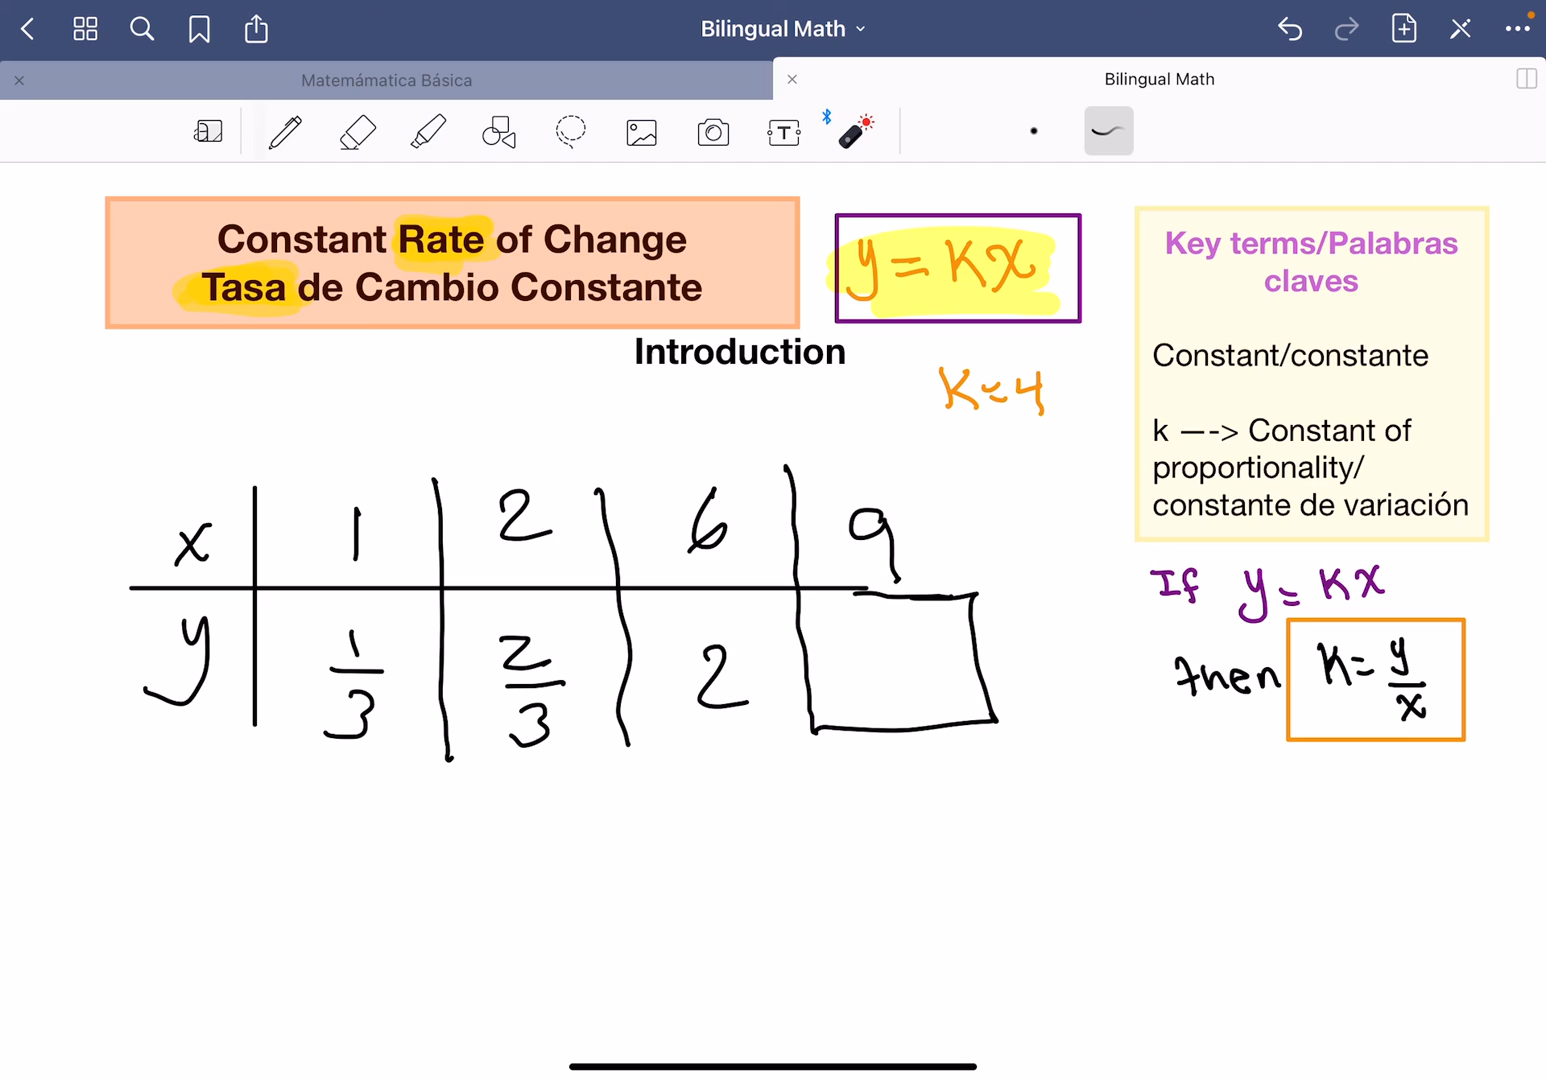 Bilingual Math
Matemámatica Básica
Bilingual Math
T
Constant Rate of Change
Tasa de Cambio Constante
y = Kx
Introduction
K = 4
Key terms/Palabras
claves
Constant/constante
k —-> Constant of
proportionality/
constante de variación
x 1 2 6 9
y 1/3 2/3 2
If y = Kx
then K = y/x